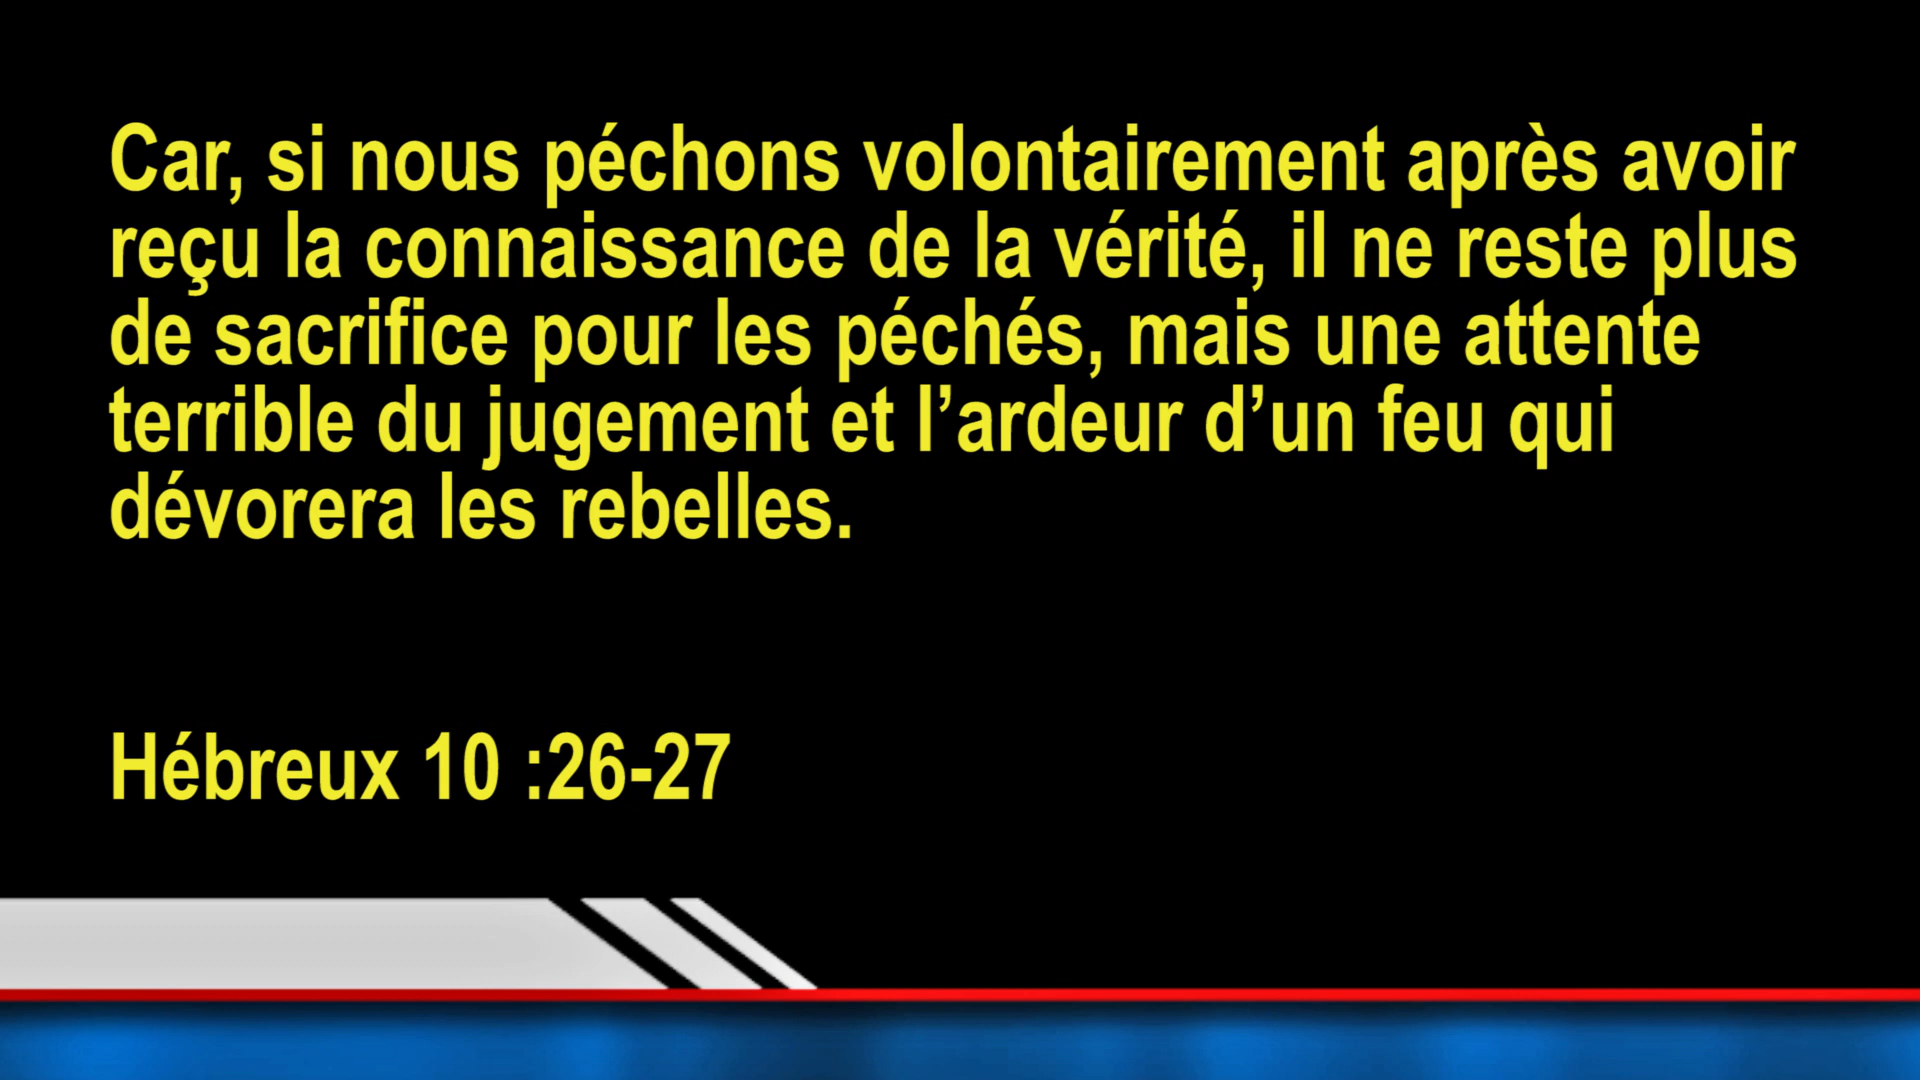 Car, si nous péchons volontairement après avoir
reçu la connaissance de la vérité, il ne reste plus
de sacrifice pour les péchés, mais une attente
terrible du jugement et l’ardeur d’un feu qui
dévorera les rebelles.
Hébreux 10 :26-27